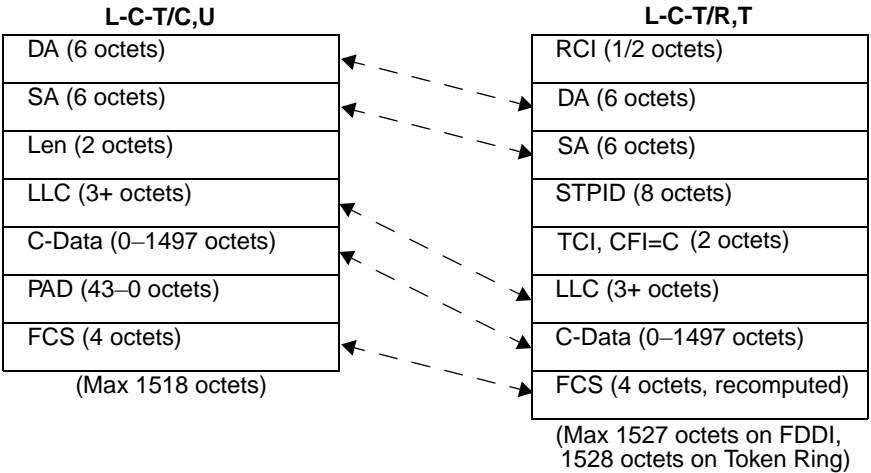 L-C-T/C,U
DA (6 octets)
SA (6 octets)
Len (2 octets)
LLC (3+ octets)
C-Data (0–1497 octets)
PAD (43–0 octets)
FCS (4 octets)
(Max 1518 octets)
L-C-T/R,T
RCI (1/2 octets)
DA (6 octets)
SA (6 octets)
STPID (8 octets)
TCI, CFI=C (2 octets)
LLC (3+ octets)
C-Data (0–1497 octets)
FCS (4 octets, recomputed)
(Max 1527 octets on FDDI,
1528 octets on Token Ring)